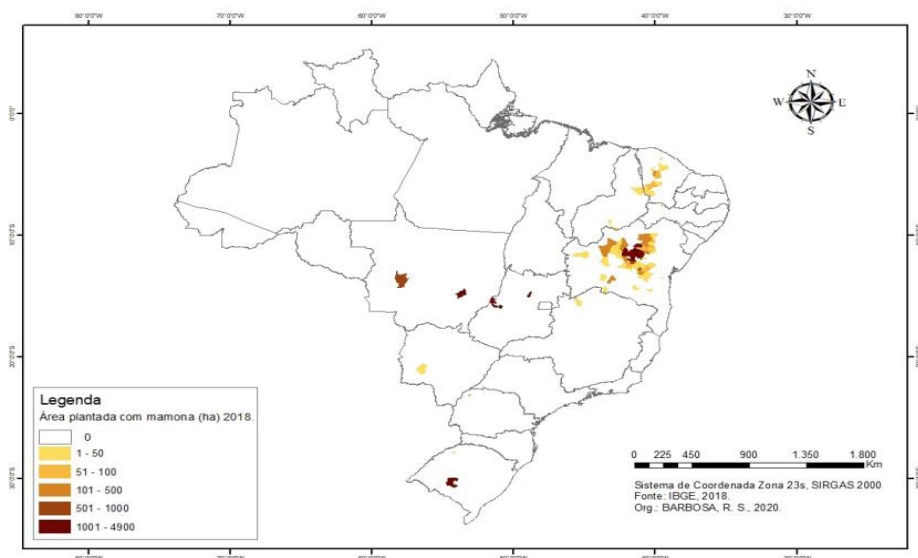 80°0'0"W 70°0'0"W 60°0'0"W 50°0'0"W 40°0'0"W 30°0'0"W
N
W E
S
0°0'0"
10°0'0"S
20°0'0"S
30°0'0"S
Legenda
Área plantada com mamona (ha) 2018.
0
1 - 50
51 - 100
101 - 500
501 - 1000
1001 - 4900
0 225 450 900 1.350 1.800
Km
Sistema de Coordenada Zona 23s, SIRGAS 2000
Fonte: IBGE, 2018.
Org.: BARBOSA, R. S., 2020.